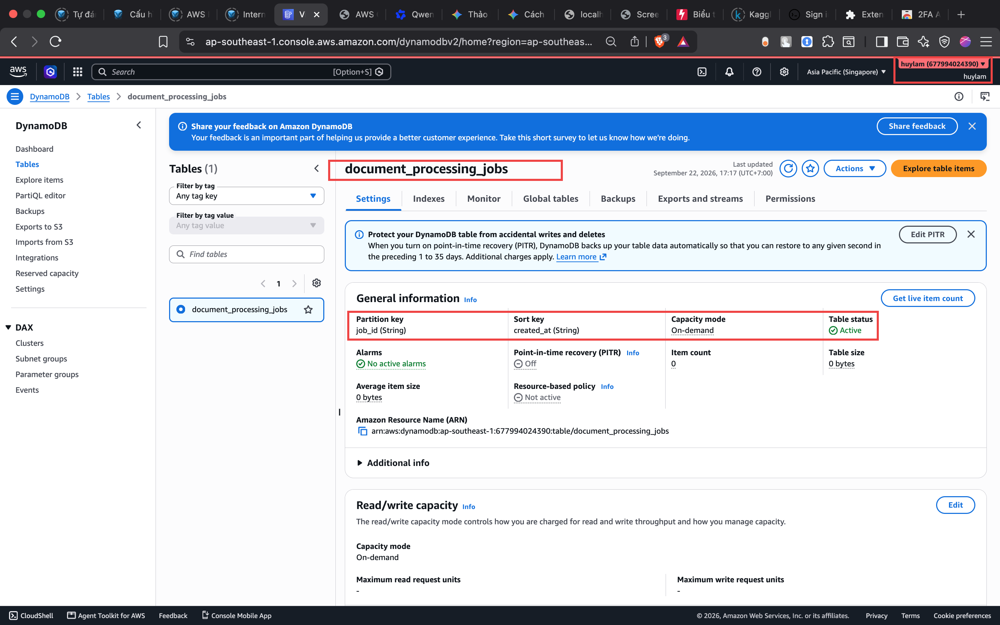 Tự đá
Cấu h
AWS
Intern
V
AWS
Qwen
Thảo
Cách
localh
Scree
Biểu t
Kaggl
Sign i
Exten
2FA A
ap-southeast-1.console.aws.amazon.com/dynamodbv2/home?region=ap-southeas...
3
aws
Search
[Option+S]
Asia Pacific (Singapore)
huylam (677994024390)
huylam
DynamoDB
Tables
document_processing_jobs
DynamoDB
Dashboard
Tables
Explore items
PartiQL editor
Backups
Exports to S3
Imports from S3
Integrations
Reserved capacity
Settings
DAX
Clusters
Subnet groups
Parameter groups
Events
Share your feedback on Amazon DynamoDB
Your feedback is an important part of helping us provide a better customer experience. Take this short survey to let us know how we're doing.
Share feedback
Tables (1)
Filter by tag
Any tag key
Filter by tag value
Any tag value
Find tables
1
document_processing_jobs
document_processing_jobs
Last updated
September 22, 2026, 17:17 (UTC+7:00)
Actions
Explore table items
Settings
Indexes
Monitor
Global tables
Backups
Exports and streams
Permissions
Protect your DynamoDB table from accidental writes and deletes
When you turn on point-in-time recovery (PITR), DynamoDB backs up your table data automatically so that you can restore to any given second in
the preceding 1 to 35 days. Additional charges apply. Learn more
Edit PITR
General information Info
Get live item count
Partition key
job_id (String)
Sort key
created_at (String)
Capacity mode
On-demand
Table status
Active
Alarms
No active alarms
Point-in-time recovery (PITR) Info
Off
Item count
0
Table size
0 bytes
Average item size
0 bytes
Resource-based policy Info
Not active
Amazon Resource Name (ARN)
arn:aws:dynamodb:ap-southeast-1:677994024390:table/document_processing_jobs
Additional info
Read/write capacity Info
Edit
The read/write capacity mode controls how you are charged for read and write throughput and how you manage capacity.
Capacity mode
On-demand
Maximum read request units
-
Maximum write request units
-
CloudShell
Agent Toolkit for AWS
Feedback
Console Mobile App
© 2026, Amazon Web Services, Inc. or its affiliates.
Privacy
Terms
Cookie preferences